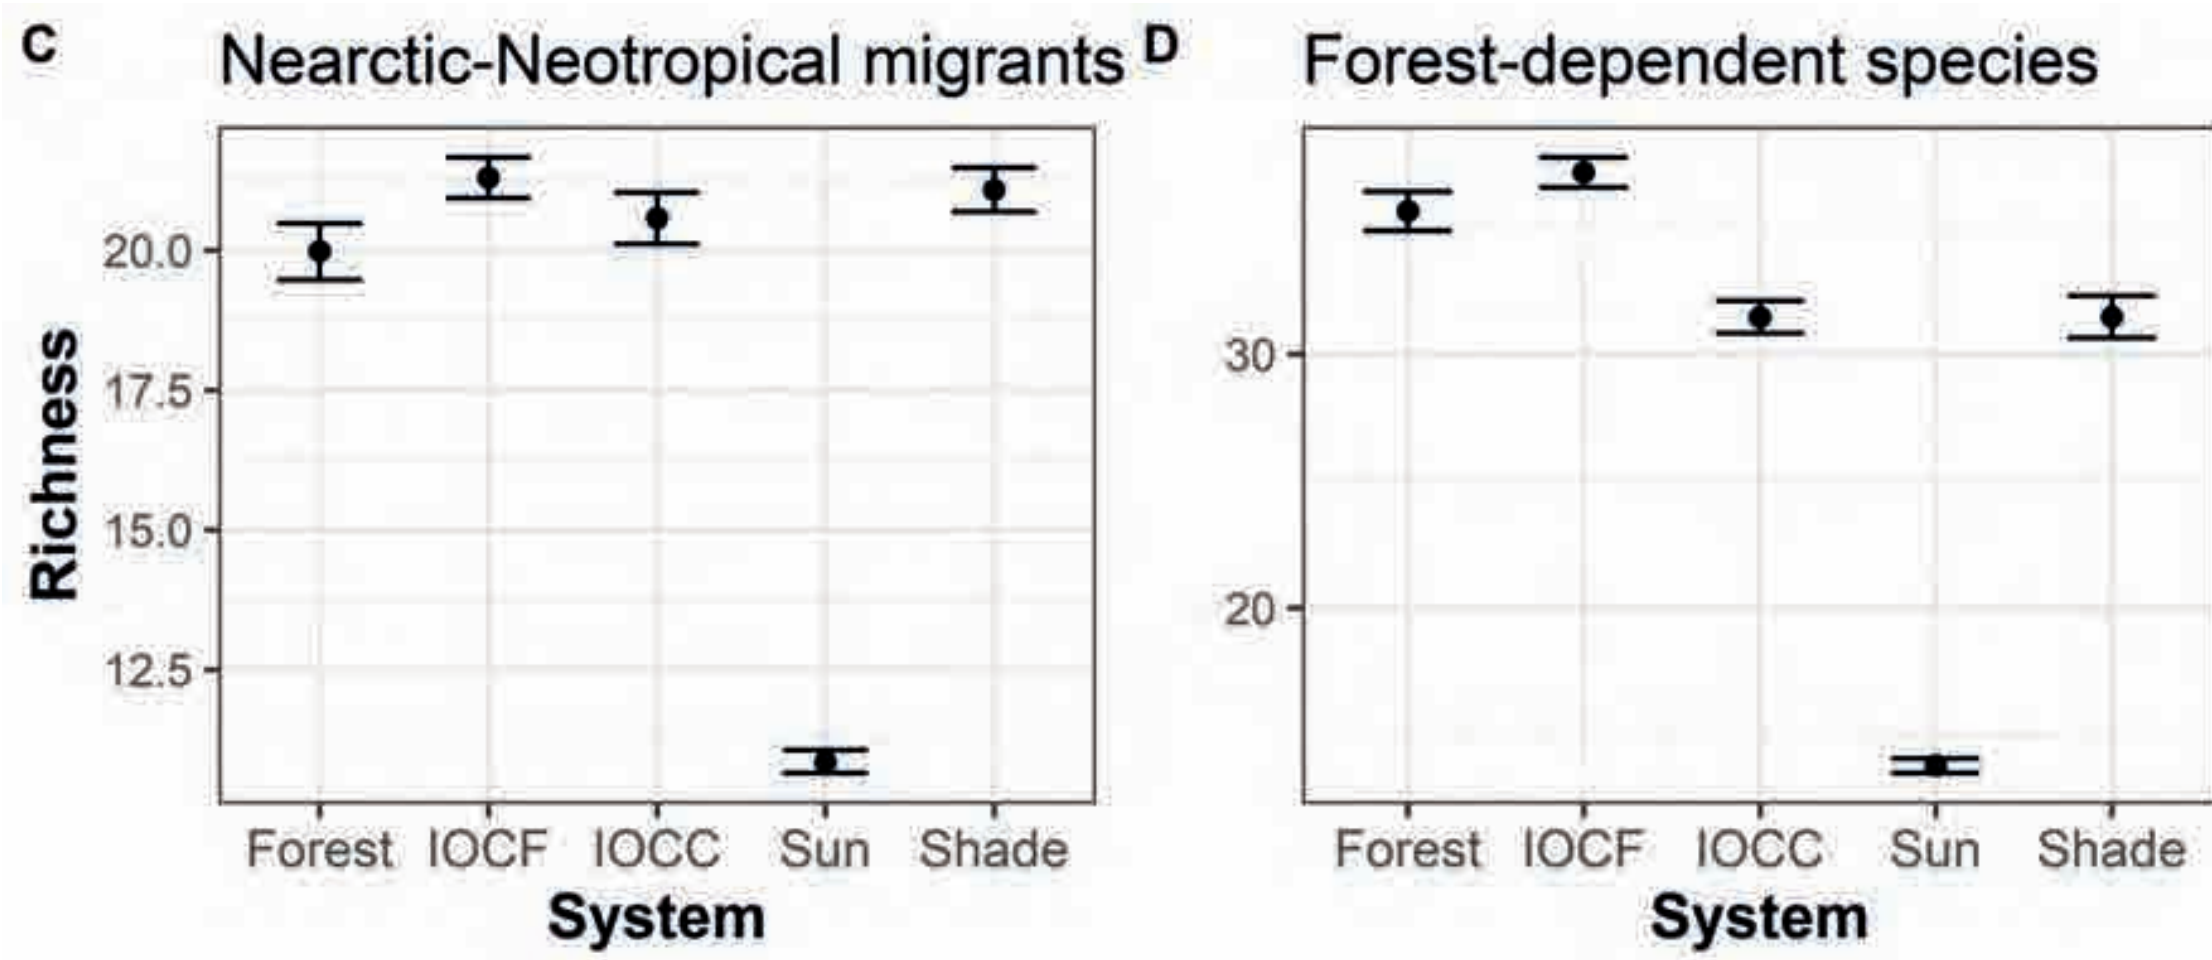 C Nearctic-Neotropical migrants
Richness
20.0
17.5
15.0
12.5
Forest IOCF IOCC Sun Shade
System
D Forest-dependent species
30
20
Forest IOCF IOCC Sun Shade
System